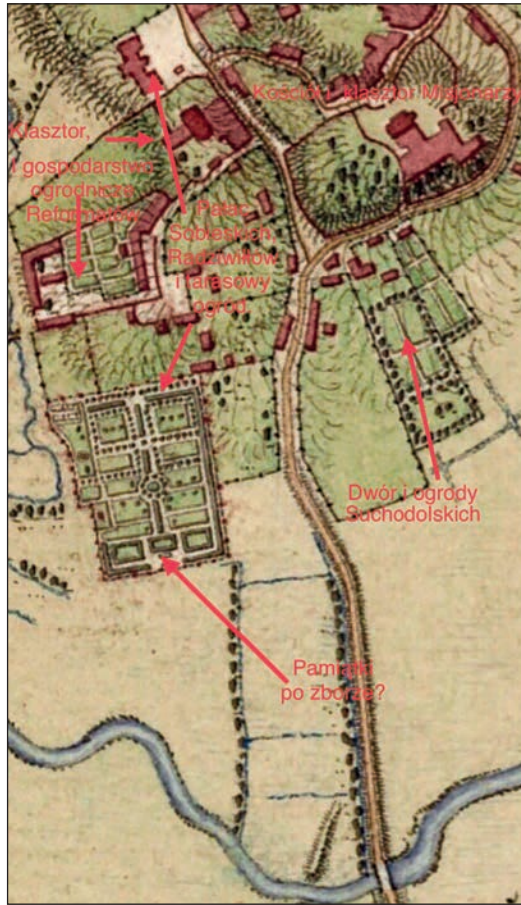 Kościół i klasztor Misjonarzy
Klasztor,
i gospodarstwo
ogrodnicze
Reformatów
Pałac
Sobieskich,
Radziwiłłów
i tarasowy
ogród
Dwór i ogrody
Suchodolskich
Pamiątki
po zborze?